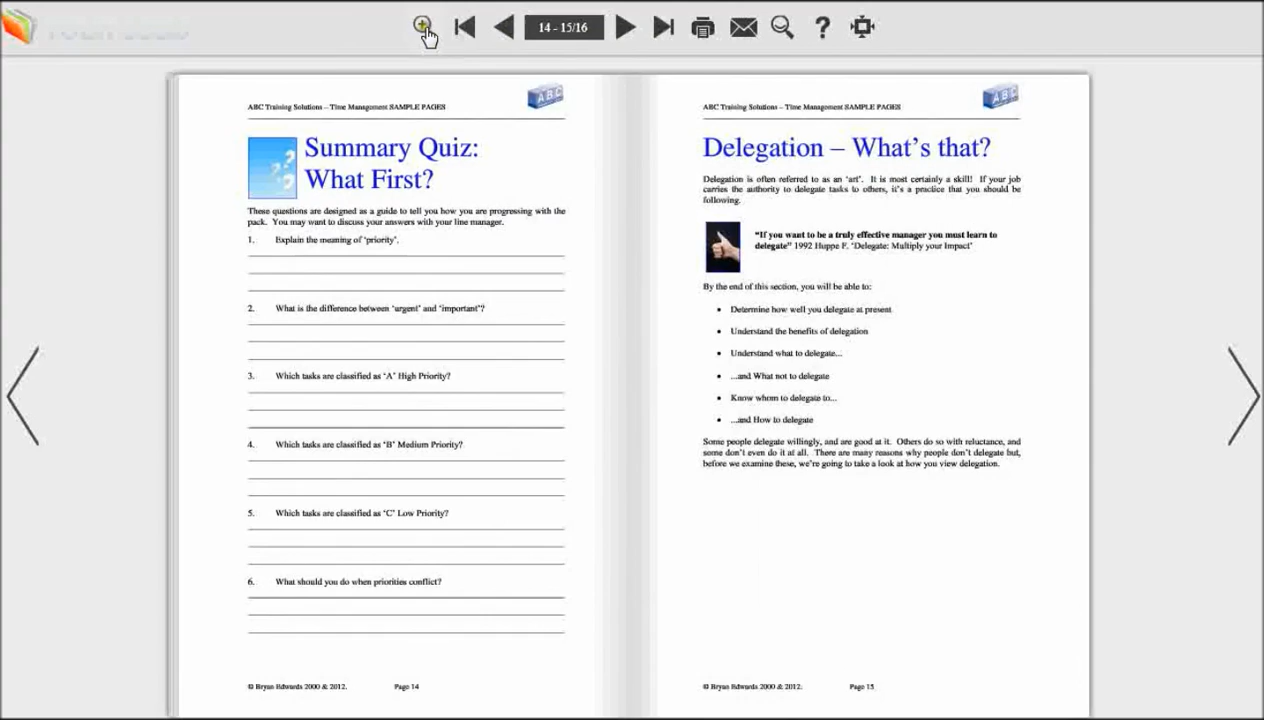 14 - 15/16
?
ABC Training Solutions – Time Management SAMPLE PAGES
ABC
Summary Quiz:
What First?
These questions are designed as a guide to tell you how you are progressing with the
pack. You may want to discuss your answers with your line manager.
1. Explain the meaning of ‘priority’.
2. What is the difference between ‘urgent’ and ‘important’?
3. Which tasks are classified as ‘A’ High Priority?
4. Which tasks are classified as ‘B’ Medium Priority?
5. Which tasks are classified as ‘C’ Low Priority?
6. What should you do when priorities conflict?
© Bryan Edwards 2000 & 2012. Page 14
ABC Training Solutions – Time Management SAMPLE PAGES
ABC
Delegation – What’s that?
Delegation is often referred to as an ‘art’. It is most certainly a skill! If your job
carries the authority to delegate tasks to others, it’s a practice that you should be
following.
“If you want to be a truly effective manager you must learn to
delegate” 1992 Huppe F. ‘Delegate: Multiply your Impact’
By the end of this section, you will be able to:
• Determine how well you delegate at present
• Understand the benefits of delegation
• Understand what to delegate...
• ...and What not to delegate
• Know whom to delegate to...
• ...and How to delegate
Some people delegate willingly, and are good at it. Others do so with reluctance, and
some don’t even do it at all. There are many reasons why people don’t delegate but,
before we examine these, we’re going to take a look at how you view delegation.
© Bryan Edwards 2000 & 2012. Page 15